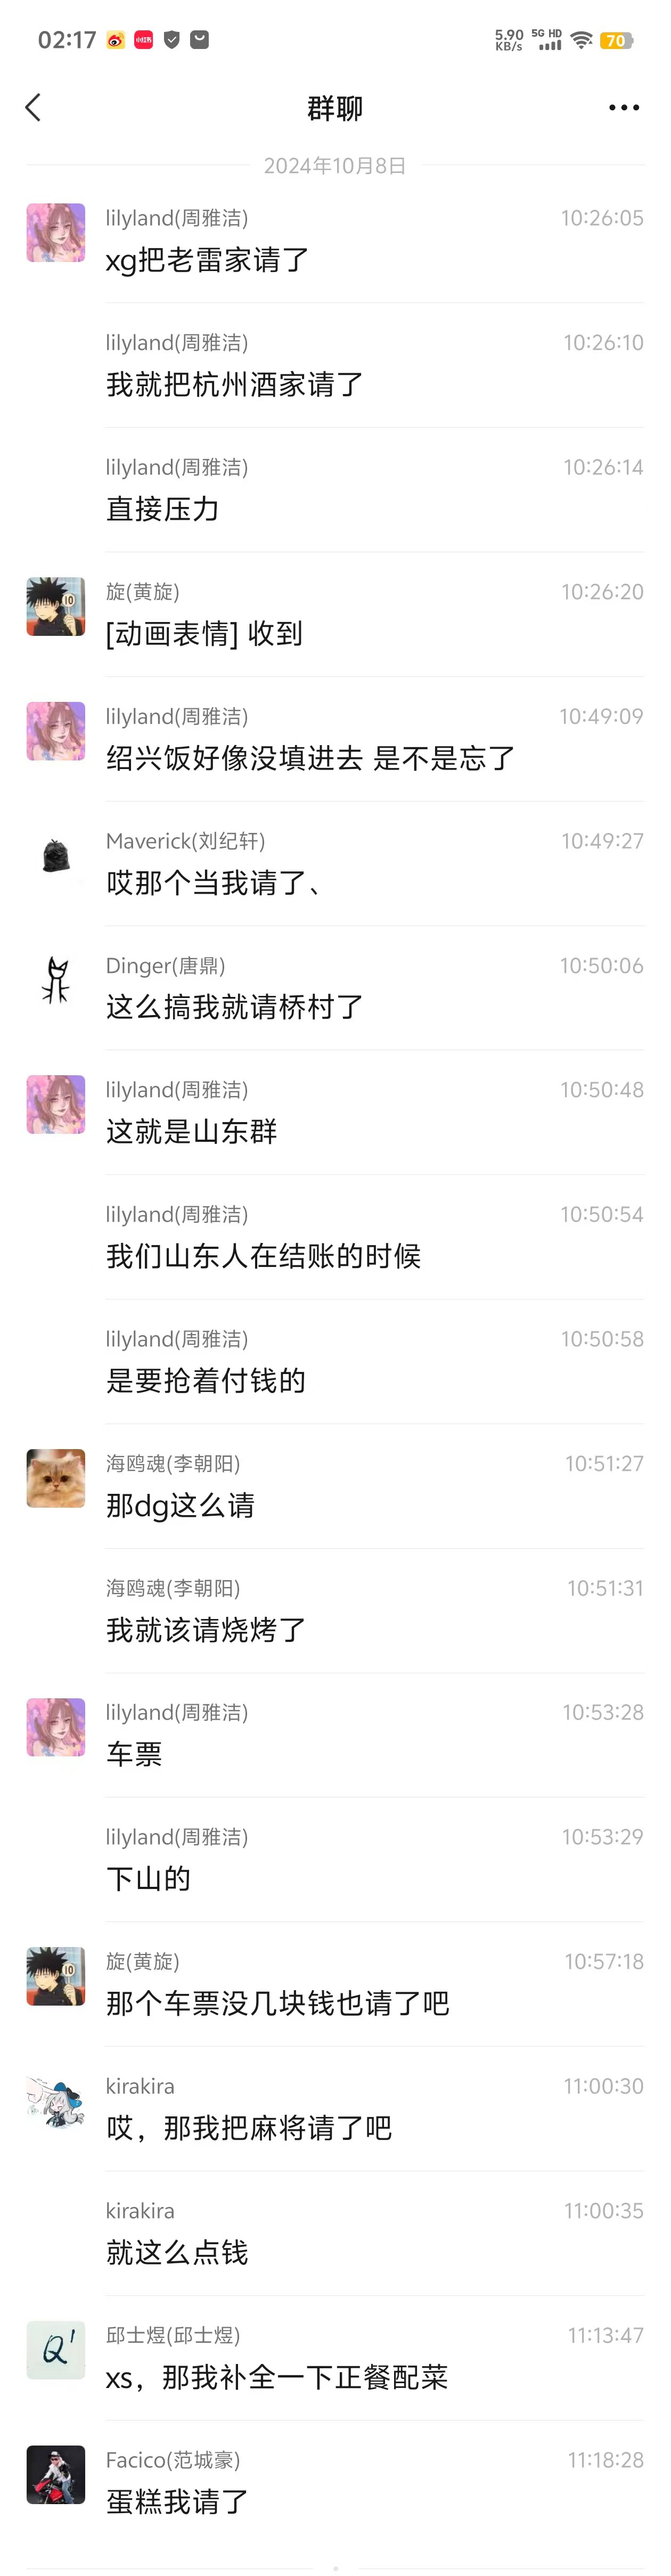 02:17
小红书
5.90 KB/s 5G HD 70
群聊
2024年10月8日
lilyland(周雅洁) 10:26:05
xg把老雷家请了
lilyland(周雅洁) 10:26:10
我就把杭州酒家请了
lilyland(周雅洁) 10:26:14
直接压力
10
旋(黄旋) 10:26:20
[动画表情] 收到
lilyland(周雅洁) 10:49:09
绍兴饭好像没填进去 是不是忘了
Maverick(刘纪轩) 10:49:27
哎那个当我请了、
Dinger(唐鼎) 10:50:06
这么搞我就请桥村了
lilyland(周雅洁) 10:50:48
这就是山东群
lilyland(周雅洁) 10:50:54
我们山东人在结账的时候
lilyland(周雅洁) 10:50:58
是要抢着付钱的
海鸥魂(李朝阳) 10:51:27
那dg这么请
海鸥魂(李朝阳) 10:51:31
我就该请烧烤了
lilyland(周雅洁) 10:53:28
车票
lilyland(周雅洁) 10:53:29
下山的
10
旋(黄旋) 10:57:18
那个车票没几块钱也请了吧
kirakira 11:00:30
哎，那我把麻将请了吧
kirakira 11:00:35
就这么点钱
Q'
邱士煜(邱士煜) 11:13:47
xs，那我补全一下正餐配菜
Facico(范城豪) 11:18:28
蛋糕我请了